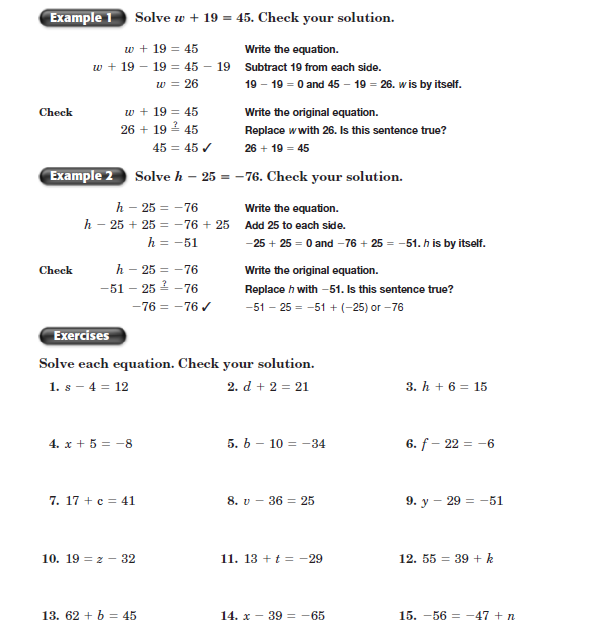 Example 1 Solve w + 19 = 45. Check your solution.
w + 19 = 45 Write the equation.
w + 19 − 19 = 45 − 19 Subtract 19 from each side.
w = 26 19 − 19 = 0 and 45 − 19 = 26. w is by itself.
Check w + 19 = 45 Write the original equation.
26 + 19 ≟ 45 Replace w with 26. Is this sentence true?
45 = 45 ✓ 26 + 19 = 45
Example 2 Solve h − 25 = −76. Check your solution.
h − 25 = −76 Write the equation.
h − 25 + 25 = −76 + 25 Add 25 to each side.
h = −51 −25 + 25 = 0 and −76 + 25 = −51. h is by itself.
Check h − 25 = −76 Write the original equation.
−51 − 25 ≟ −76 Replace h with −51. Is this sentence true?
−76 = −76 ✓ −51 − 25 = −51 + (−25) or −76
Exercises
Solve each equation. Check your solution.
1. s − 4 = 12 2. d + 2 = 21 3. h + 6 = 15
4. x + 5 = −8 5. b − 10 = −34 6. f − 22 = −6
7. 17 + c = 41 8. v − 36 = 25 9. y − 29 = −51
10. 19 = z − 32 11. 13 + t = −29 12. 55 = 39 + k
13. 62 + b = 45 14. x − 39 = −65 15. −56 = −47 + n